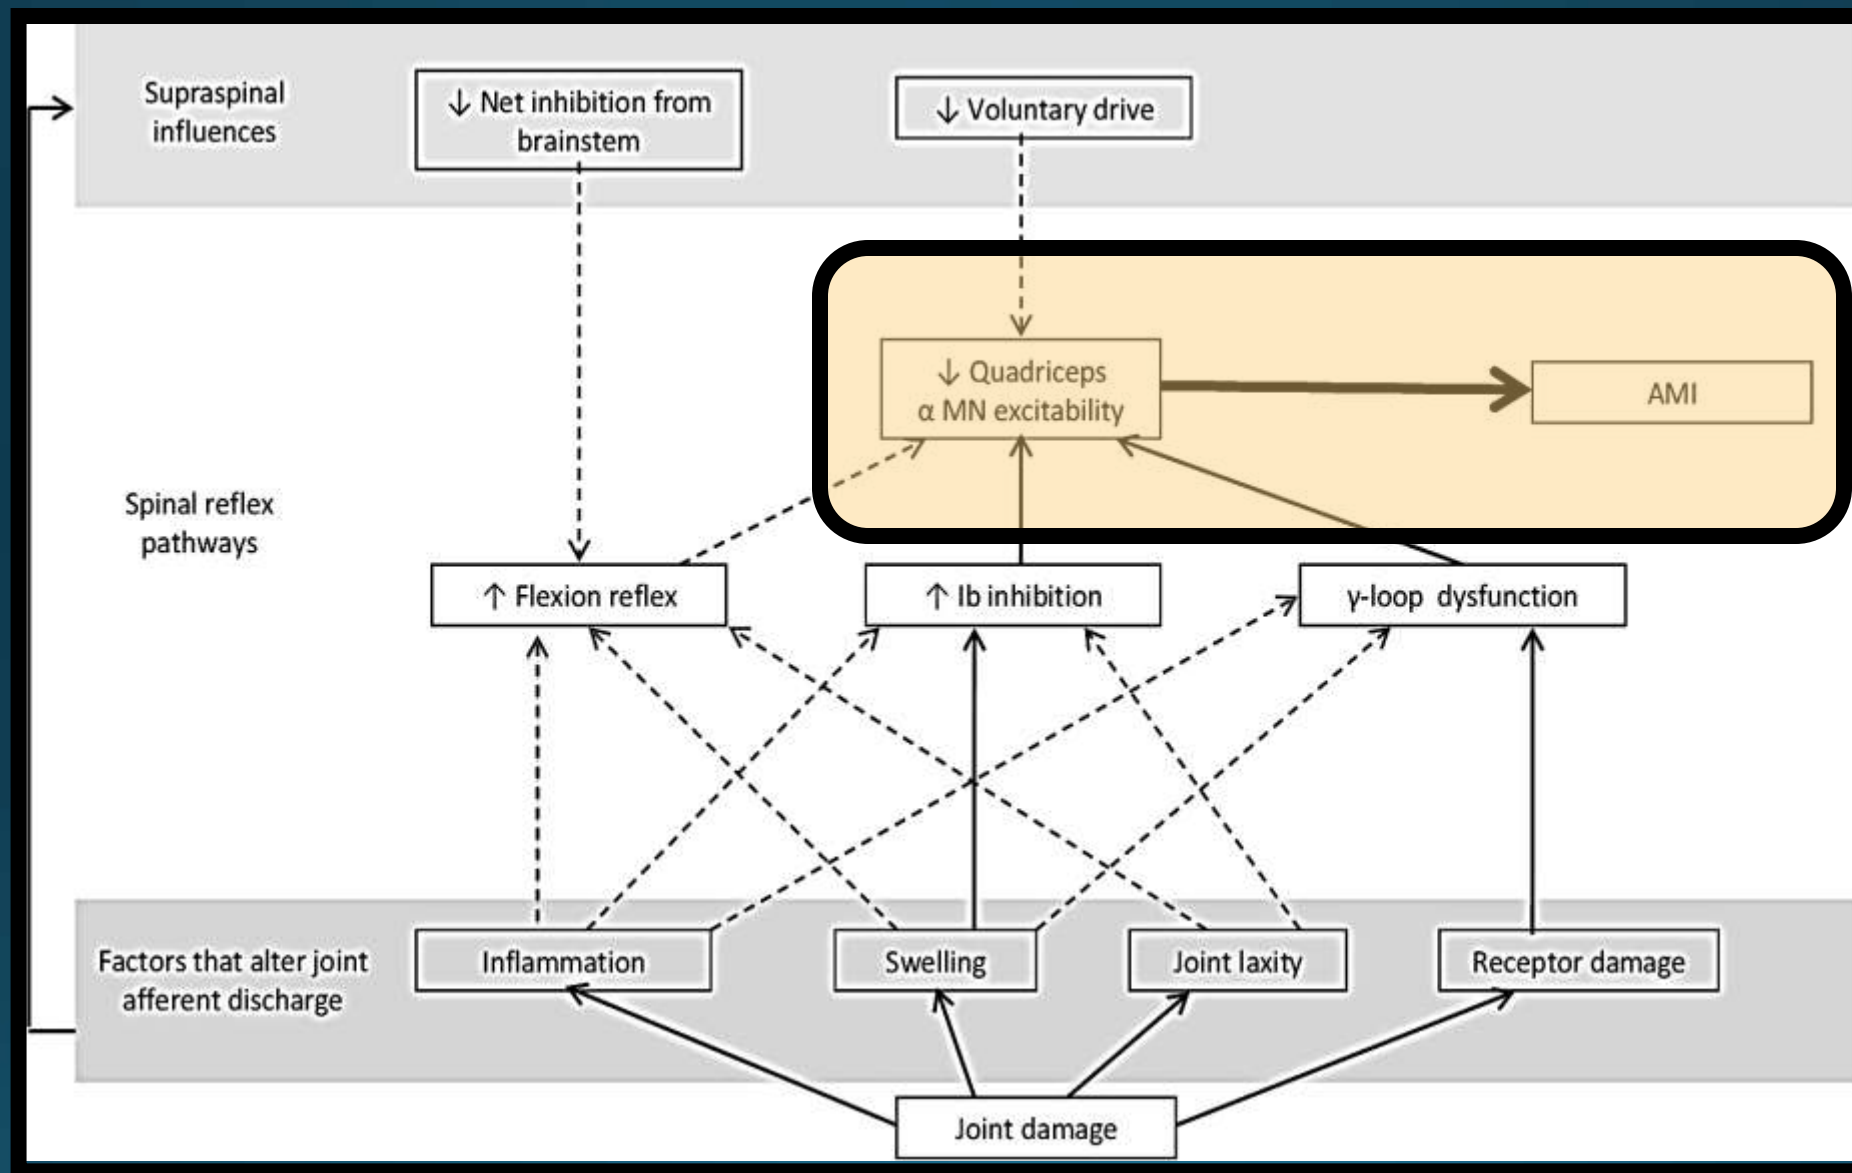 Supraspinal
influences
↓ Net inhibition from
brainstem
↓ Voluntary drive
↓ Quadriceps
α MN excitability
AMI
Spinal reflex
pathways
↑ Flexion reflex
↑ Ib inhibition
γ-loop dysfunction
Factors that alter joint
afferent discharge
Inflammation
Swelling
Joint laxity
Receptor damage
Joint damage